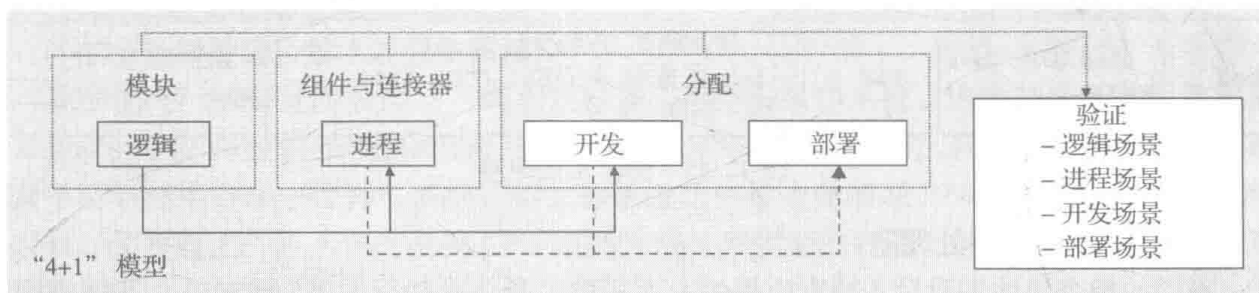 模块
组件与连接器
分配
验证
逻辑
进程
开发
部署
– 逻辑场景
– 进程场景
– 开发场景
– 部署场景
“4+1” 模型